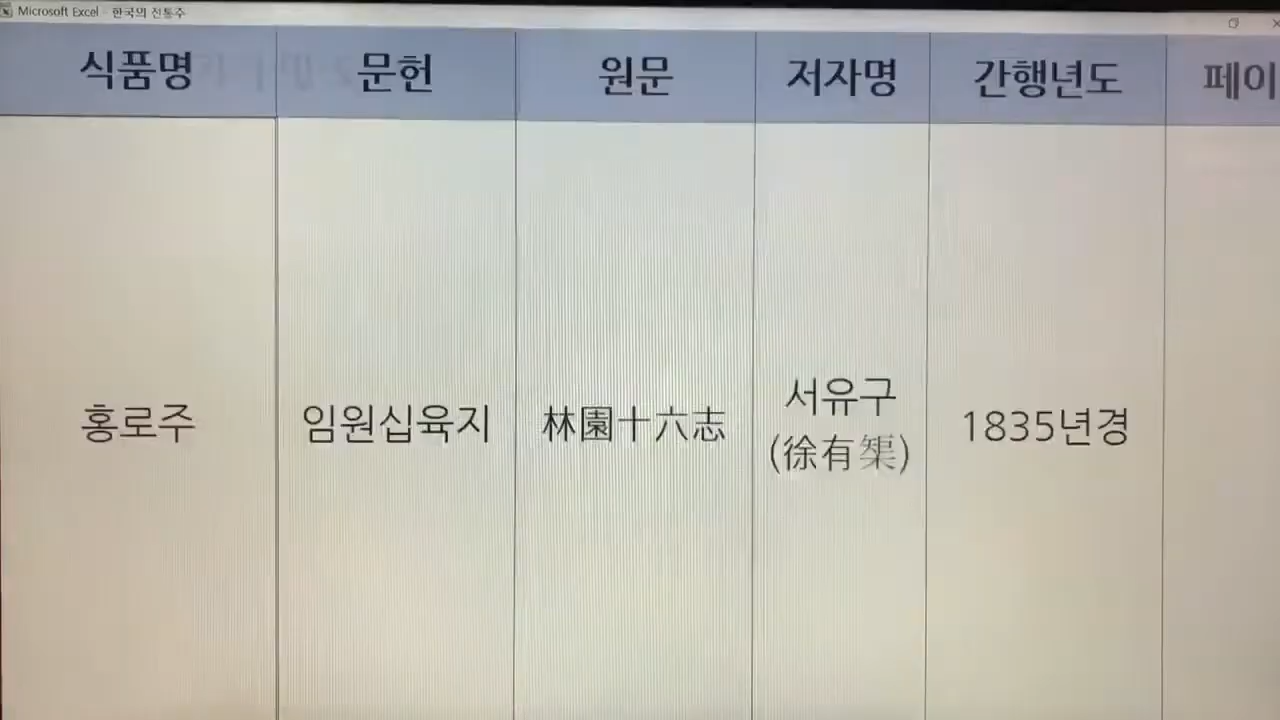 Microsoft Excel - 한국의 전통주
식품명 문헌 원문 저자명 간행년도 페이
홍로주 임원십육지 林園十六志 서유구 1835년경
(徐有榘)